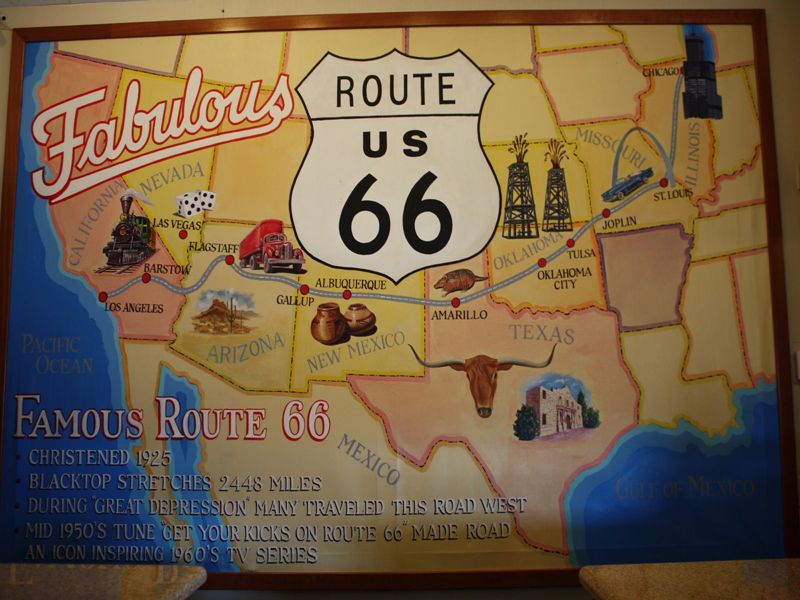 Fabulous
ROUTE
US
66
CHICAGO
MISSOURI
ILLINOIS
NEVADA
CALIFORNIA
LAS VEGAS
ST. LOUIS
JOPLIN
FLAGSTAFF
OKLAHOMA
TULSA
BARSTOW
OKLAHOMA
CITY
ALBUQUERQUE
GALLUP
LOS ANGELES
AMARILLO
ARIZONA
NEW MEXICO
TEXAS
PACIFIC
OCEAN
MEXICO
GULF OF MEXICO
FAMOUS ROUTE 66
• CHRISTENED 1925
• BLACKTOP STRETCHES 2448 MILES
• DURING "GREAT DEPRESSION" MANY TRAVELED THIS ROAD WEST
• MID 1950'S TUNE "GET YOUR KICKS ON ROUTE 66" MADE ROAD
AN ICON INSPIRING 1960'S TV SERIES